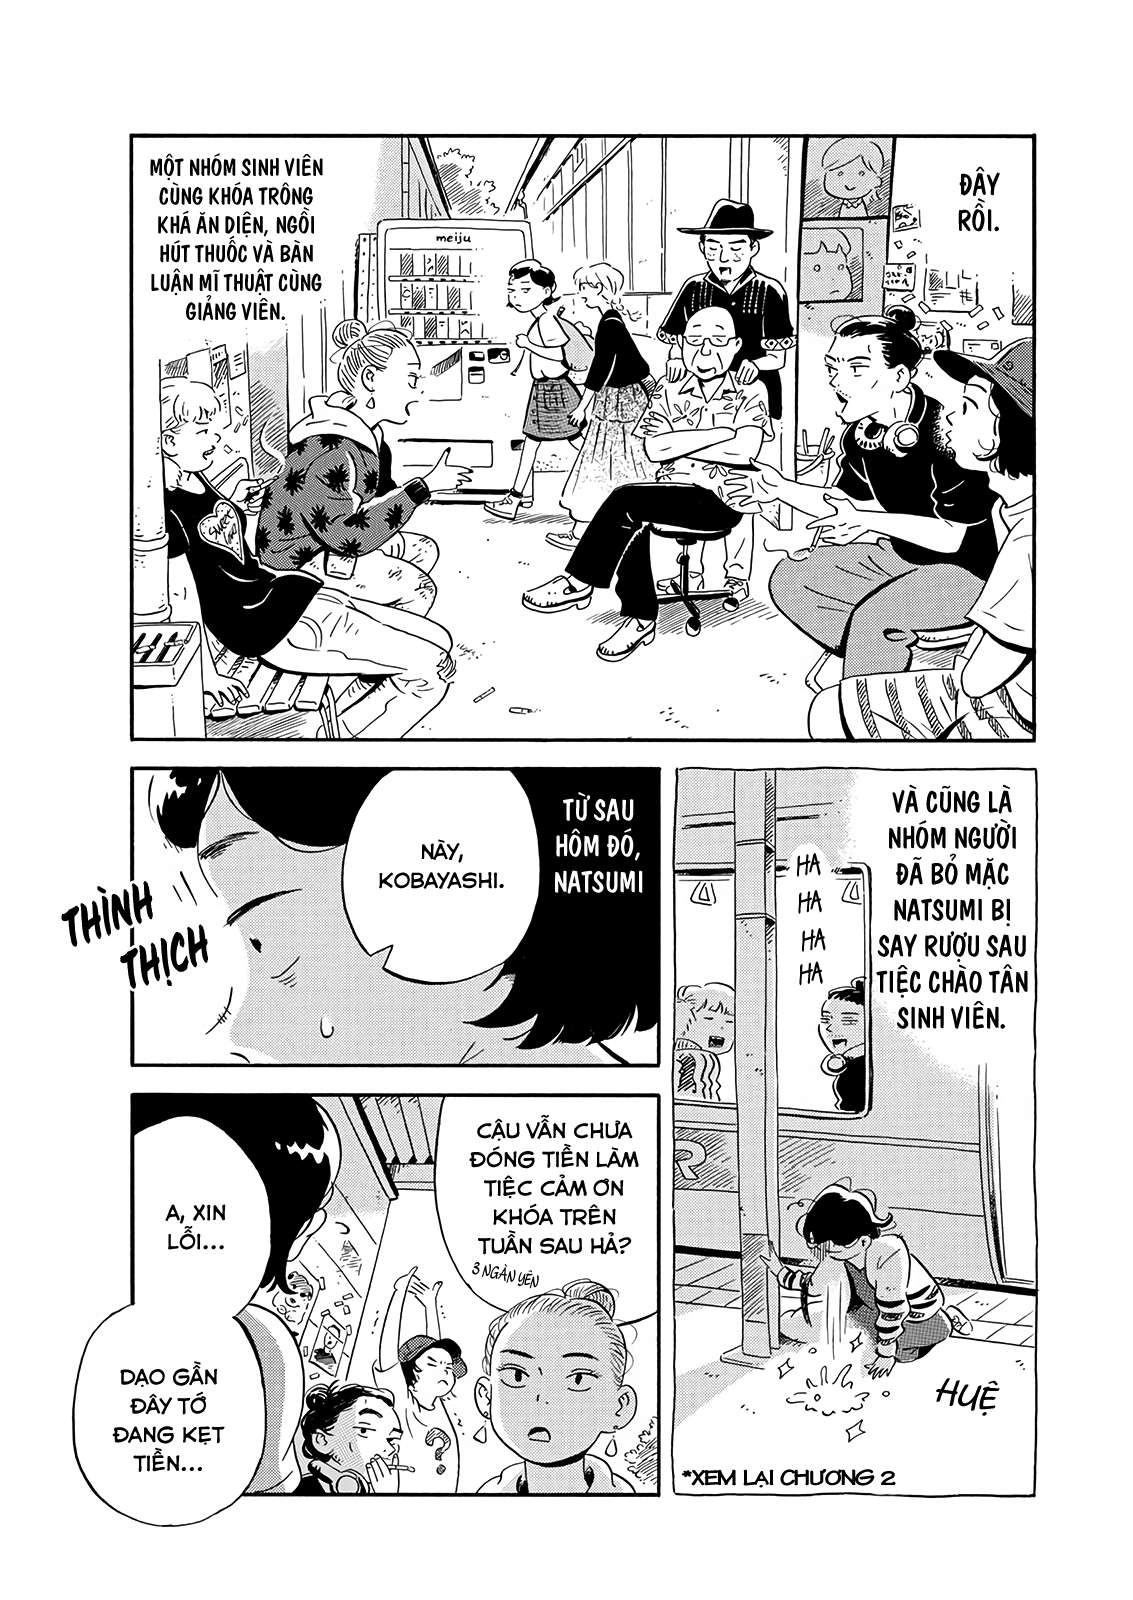 ĐÂY
RỒI.
MỘT NHÓM SINH VIÊN
CÙNG KHÓA TRÔNG
KHÁ ĂN DIỆN, NGỒI
HÚT THUỐC VÀ BÀN
LUẬN MĨ THUẬT CÙNG
GIẢNG VIÊN.
meiju
VÀ CŨNG LÀ
NHÓM NGƯỜI
ĐÃ BỎ MẶC
NATSUMI BỊ
SAY RƯỢU SAU
TIỆC CHÀO TÂN
SINH VIÊN.
HA
HA
HA
HA
HUỆ
*XEM LẠI CHƯƠNG 2
TỪ SAU
HÔM ĐÓ,
NATSUMI
NÀY,
KOBAYASHI.
THÌNH
THỊCH
CẬU VẪN CHƯA
ĐÓNG TIỀN LÀM
TIỆC CẢM ƠN
KHÓA TRÊN
TUẦN SAU HẢ?
3 NGÀN YÊN
A, XIN
LỖI...
DẠO GẦN
ĐÂY TỚ
ĐANG KẸT
TIỀN...
?